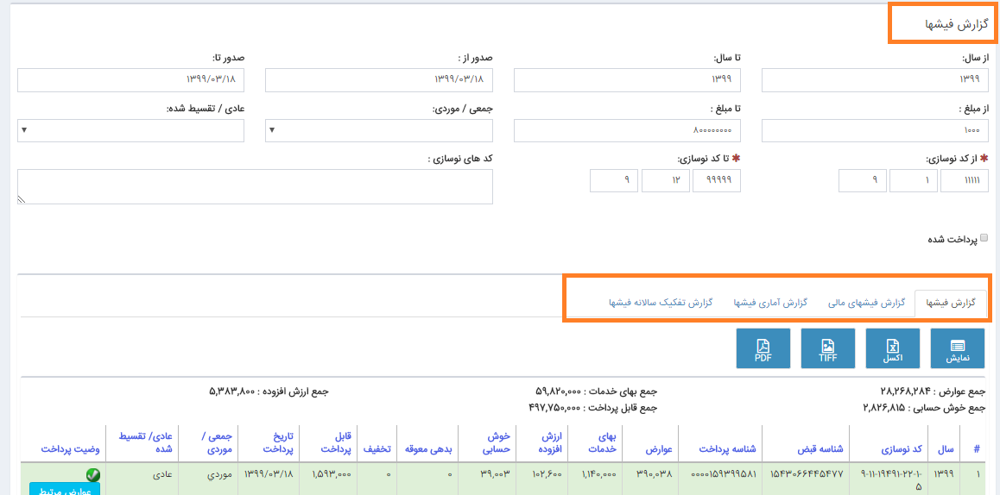 گزارش فیشها
از سال: تا سال: صدور از : صدور تا:
۱۳۹۹ ۱۳۹۹ ۱۳۹۹/۰۳/۱۸ ۱۳۹۹/۰۳/۱۸
از مبلغ : تا مبلغ : جمعی / موردی: عادی / تقسیط شده:
۱۰۰۰ ۸۰۰۰۰۰۰۰۰
* از کد نوسازی: * تا کد نوسازی: کد های نوسازی :
۱۱۱۱۱ ۱ ۹ ۹۹۹۹۹ ۱۲ ۹
پرداخت شده
گزارش فیشها گزارش فیشهای مالی گزارش آماری فیشها گزارش تفکیک سالانه فیشها
نمایش اکسل TIFF PDF
جمع عوارض : ۲۸,۲۶۸,۲۸۴ جمع بهای خدمات : ۵۹,۸۲۰,۰۰۰ جمع ارزش افزوده : ۵,۳۸۳,۸۰۰
جمع خوش حسابی : ۲,۸۲۶,۸۱۵ جمع قابل پرداخت : ۴۹۷,۷۵۰,۰۰۰
# سال کد نوسازی شناسه قبض شناسه پرداخت عوارض بهای خدمات ارزش افزوده خوش حسابی بدهی معوقه تخفیف قابل پرداخت تاریخ پرداخت جمعی / موردی عادی/ تقسیط شده وضیت پرداخت
۱ ۱۳۹۹ ۹-۱۱-۱۹۴۹۱-۲۲-۱-۵ ۱۵۴۳۰۶۶۴۴۵۴۷۷ ۰۰۰۰۱۵۹۳۹۹۵۸۱ ۳۹۰,۰۳۸ ۱,۱۴۰,۰۰۰ ۱۰۲,۶۰۰ ۳۹,۰۰۳ ۰ ۰ ۱,۵۹۳,۰۰۰ ۱۳۹۹/۰۳/۱۸ موردي عادی
عوارض مرتبط